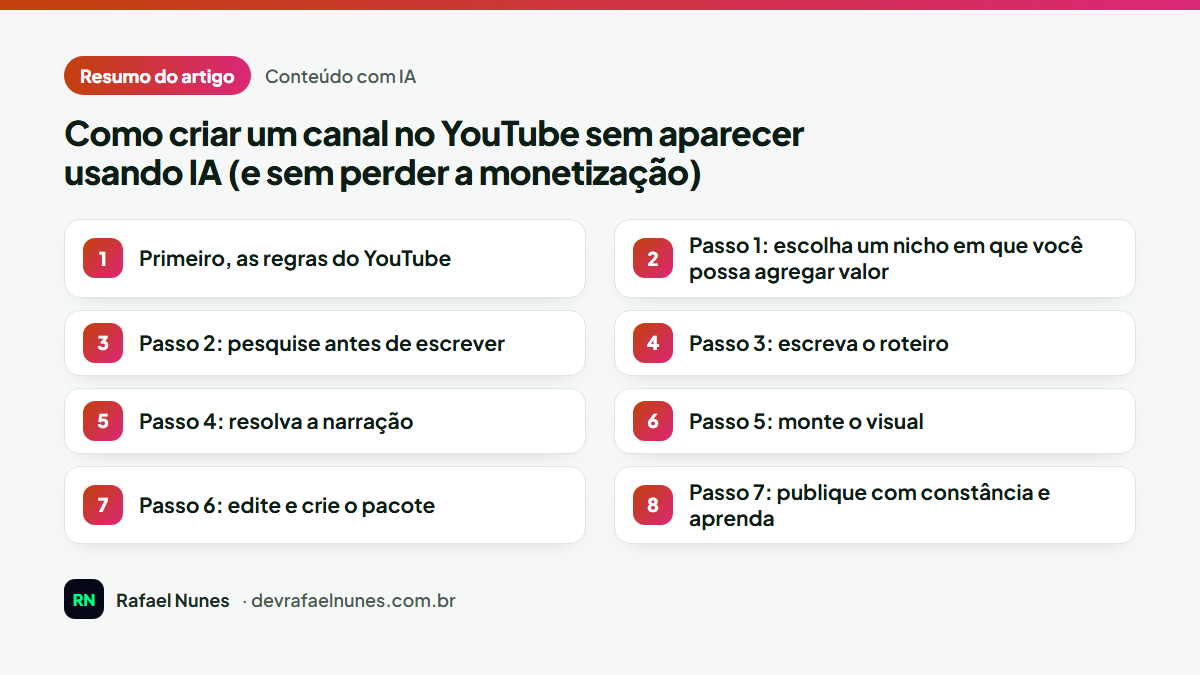 Resumo do artigo
Conteúdo com IA
Como criar um canal no YouTube sem aparecer
usando IA (e sem perder a monetização)
1
Primeiro, as regras do YouTube
2
Passo 1: escolha um nicho em que você
possa agregar valor
3
Passo 2: pesquise antes de escrever
4
Passo 3: escreva o roteiro
5
Passo 4: resolva a narração
6
Passo 5: monte o visual
7
Passo 6: edite e crie o pacote
8
Passo 7: publique com constância e
aprenda
RN
Rafael Nunes · devrafaelnunes.com.br